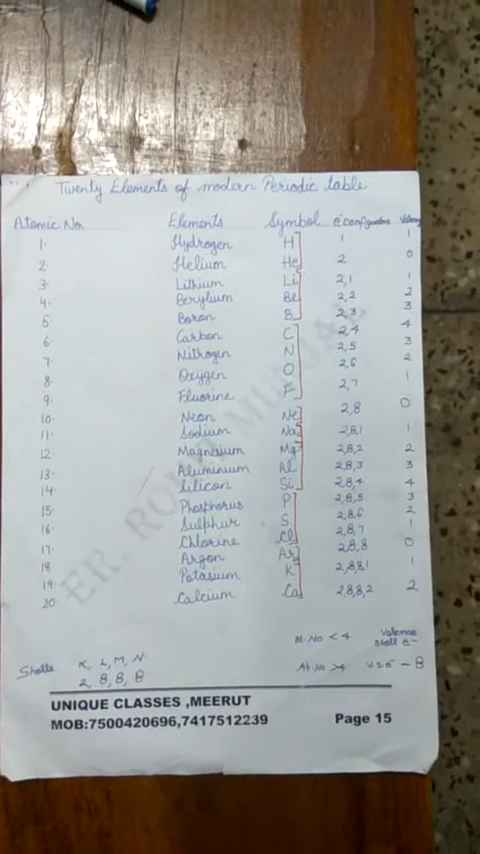 Twenty Elements of modern Periodic table
Atomic No. Elements Symbol e⁻configuration Valency
1. Hydrogen H 1 1
2. Helium He 2 0
3. Lithium Li 2,1 1
4. Berylium Be 2,2 2
5. Boron B 2,3 3
6. Carbon C 2,4 4
7. Nitrogen N 2,5 3
8. Oxygen O 2,6 2
9. Fluorine F 2,7 1
10. Neon Ne 2,8 0
11. Sodium Na 2,8,1 1
12. Magnesium Mg 2,8,2 2
13. Aluminium Al 2,8,3 3
14. Silicon Si 2,8,4 4
15. Phosphorus P 2,8,5 3
16. Sulphur S 2,8,6 2
17. Chlorine Cl 2,8,7 1
18. Argon Ar 2,8,8 0
19. Potasium K 2,8,8,1 1
20. Calcium Ca 2,8,8,2 2
At. No < 4 Valence shell e⁻
Shells K, L, M, N At. No >4 V.S.e⁻ - 8
2, 8, 8, 8
UNIQUE CLASSES ,MEERUT
MOB:7500420696,7417512239 Page 15